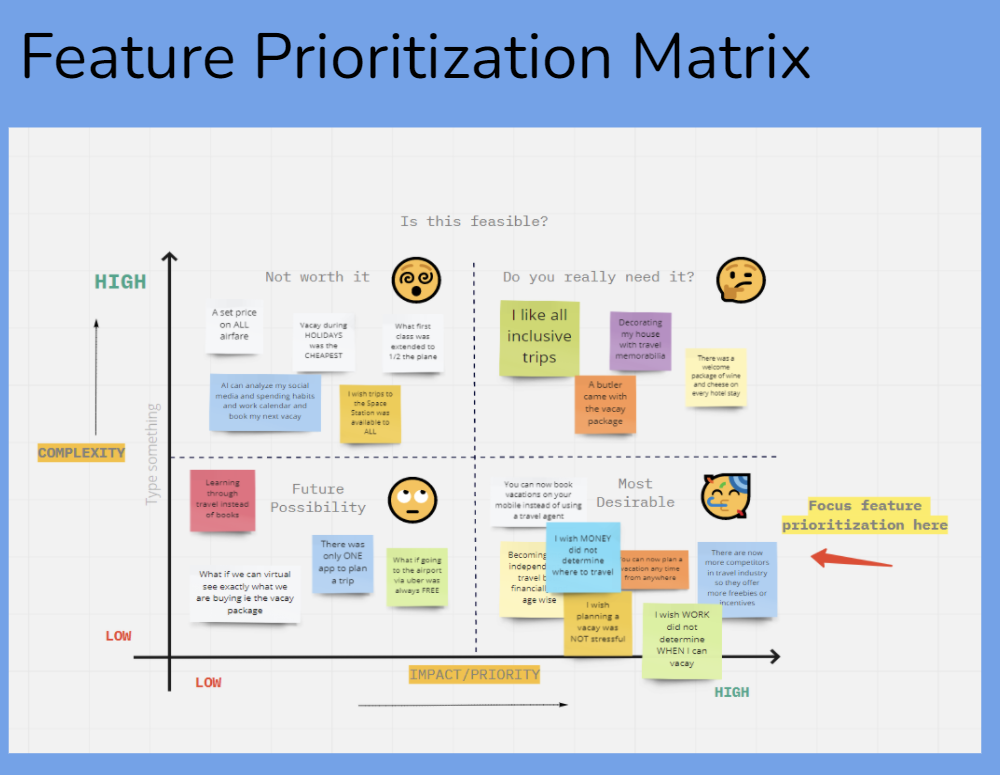 Feature Prioritization Matrix
Is this feasible?
HIGH
Not worth it
Do you really need it?
A set price
on ALL
airfare
Vacay during
HOLIDAYS
was the
CHEAPEST
What first
class was
extended to
1/2 the plane
I like all
inclusive
trips
Decorating
my house
with travel
memorabilia
There was a
welcome
package of wine
and cheese on
every hotel stay
AI can analyze my social
media and spending habits
and work calendar and
book my next vacay
I wish trips to
the Space
Station was
available to
ALL
A butler
came with
the vacay
package
COMPLEXITY
Type something
Learning
through
travel instead
of books
Future
Possibility
You can now book
vacations on your
mobile instead of using
a travel agent
Most
Desirable
Focus feature
prioritization here
There was
only ONE
app to plan
a trip
What if going
to the airport
via uber was
always FREE
What if we can virtual
see exactly what we
are buying ie the vacay
package
I wish MONEY
did not
determine
where to travel
Becoming
independ
travel b
financial
age wise
You can now plan a
vacation any time
from anywhere
There are now
more competitors
in travel industry
so they offer
more freebies or
incentives
I wish
planning a
vacay was
NOT stressful
I wish WORK
did not
determine
WHEN I can
vacay
LOW
LOW
IMPACT/PRIORITY
HIGH